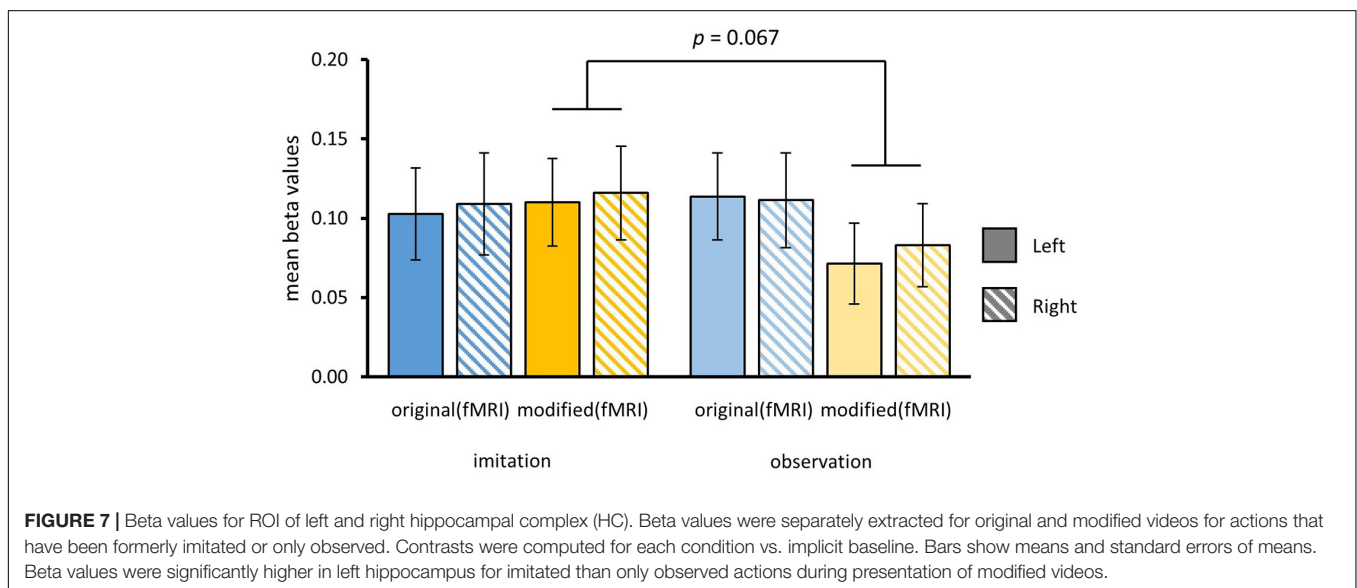 p = 0.067
0.20
0.15
0.10
0.05
0.00
mean beta values
Left
Right
original(fMRI) modified(fMRI) original(fMRI) modified(fMRI)
imitation observation
FIGURE 7 | Beta values for ROI of left and right hippocampal complex (HC). Beta values were separately extracted for original and modified videos for actions that
have been formerly imitated or only observed. Contrasts were computed for each condition vs. implicit baseline. Bars show means and standard errors of means.
Beta values were significantly higher in left hippocampus for imitated than only observed actions during presentation of modified videos.